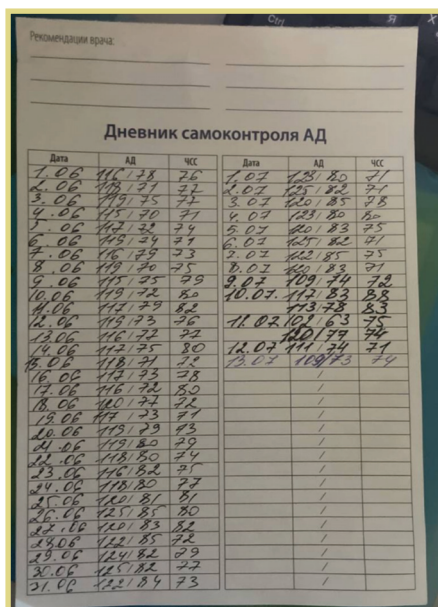 Ctrl Я
Рекомендации врача:
Дневник самоконтроля АД
Дата АД ЧСС
1.06 116/78 76
2.06 118/71 77
3.06 119/75 77
4.06 115/70 71
5.06 117/72 74
6.06 119/74 71
7.06 116/79 73
8.06 119/70 75
9.06 115/75 79
10.06 119/72 80
11.06 117/79 82
12.06 119/73 76
13.06 116/72 77
14.06 117/75 80
15.06 118/71
16.06 117/73 78
17.06 116/72 80
18.06 120/77 72
19.06 117/73 71
20.06 119/79
21.06 119/80 79
22.06 118/80 74
23.06 116/82 75
24.06 118/80 77
25.06 120/81 81
26.06 125/85 80
27.06 120/83 82
28.06 122/85 72
29.06 124/82 79
30.06 125/82 77
31.06 122/84 73
Дата АД ЧСС
1.07 123/80 71
2.07 125/82 71
3.07 120/85 78
4.07 123/80 80
5.07 120/83 75
6.07 125/82 71
7.07 122/85 75
8.07 120/83 71
9.07 109/74 72
10.07. 117/83 88
113/78 83
11.07 102/63 75
120/77 74
12.07 111/74 71
13.07 109/73 74